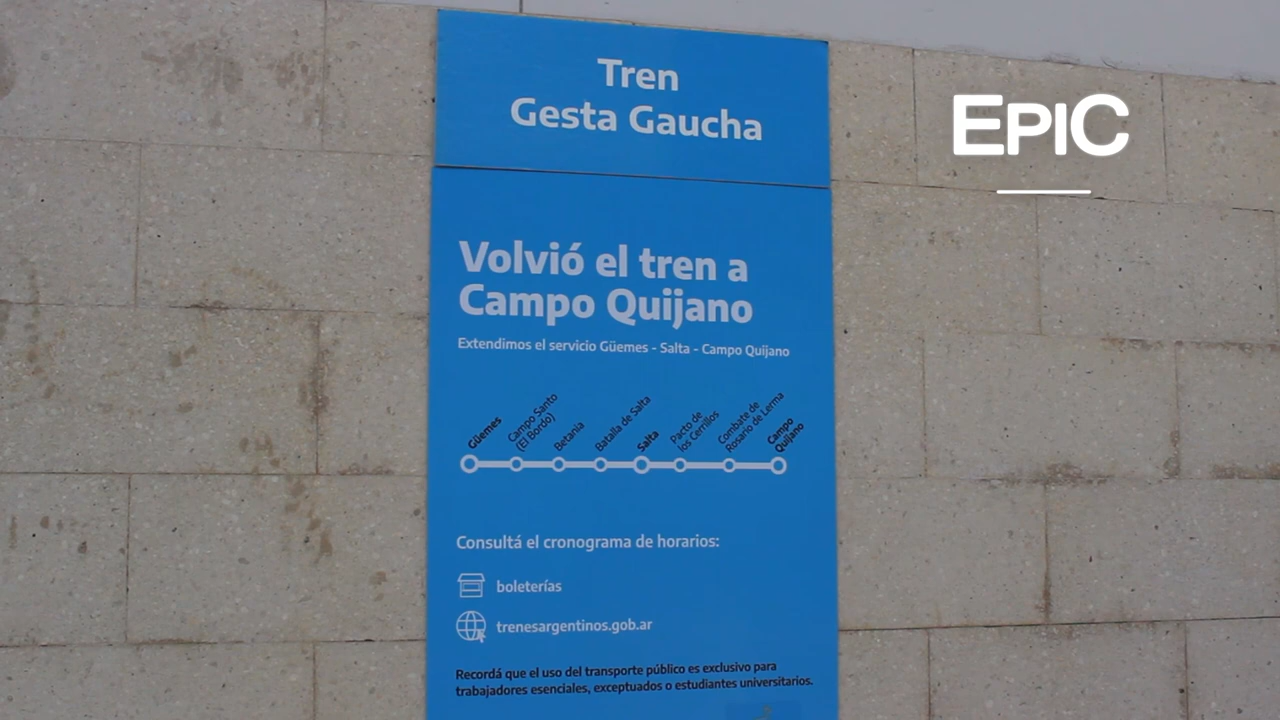 Tren
Gesta Gaucha
EPIC
Volvió el tren a
Campo Quijano
Extendimos el servicio Güemes - Salta - Campo Quijano
Güemes
Campo Santo
(El Bordo)
Betania
Batalla de Salta
Salta
Pacto de
los Cerrillos
Combate de
Rosario de Lerma
Campo
Quijano
Consultá el cronograma de horarios:
boleterías
trenesargentinos.gob.ar
Recordá que el uso del transporte público es exclusivo para
trabajadores esenciales, exceptuados o estudiantes universitarios.